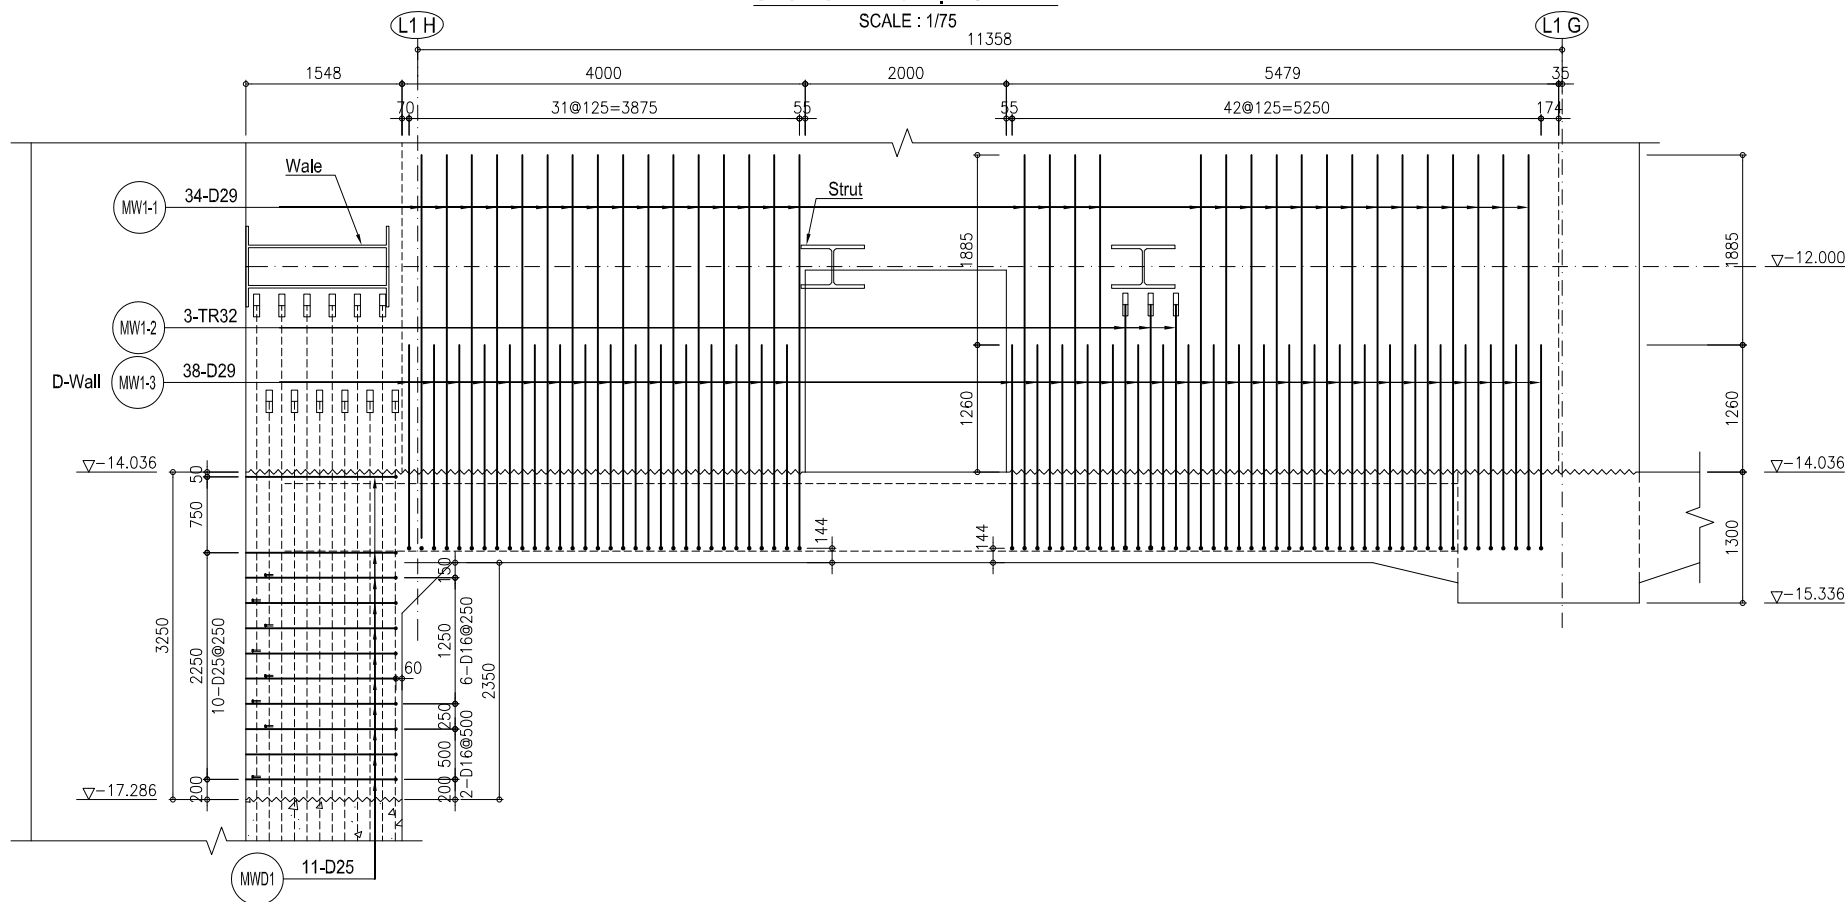 SCALE : 1/75
L1 H
L1 G
11358
1548
4000
2000
5479
35
70
31@125=3875
55
55
42@125=5250
174
Wale
Strut
MW1-1
34-D29
1885
1885
▽-12.000
MW1-2
3-TR32
D-Wall
MW1-3
38-D29
1260
1260
▽-14.036
▽-14.036
50
750
144
144
1300
150
▽-15.336
3250
2250
10-D25@250
60
1250
6-D16@250
2350
250
500
2-D16@500
200
200
▽-17.286
MWD1
11-D25